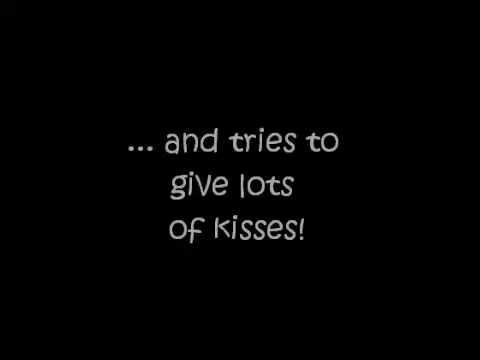 ... and tries to
give lots
of kisses!